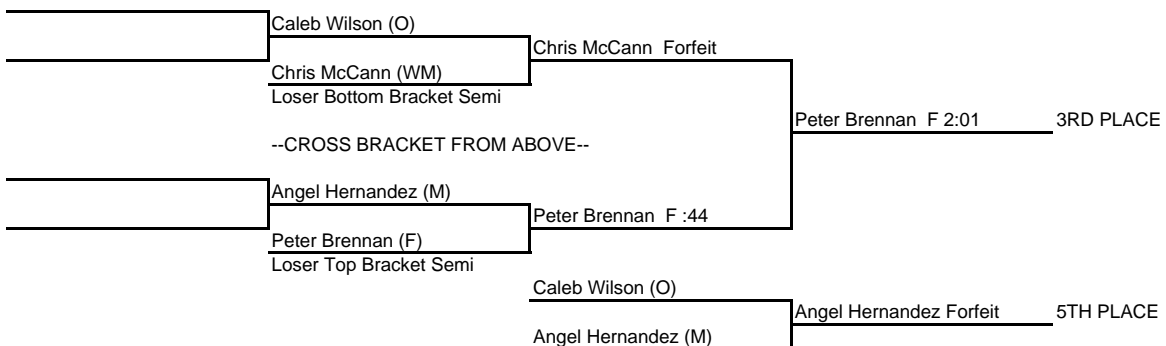 Caleb Wilson (O)
Chris McCann  Forfeit
Chris McCann (WM)
Loser Bottom Bracket Semi
Peter Brennan  F 2:01
3RD PLACE
--CROSS BRACKET FROM ABOVE--
Angel Hernandez (M)
Peter Brennan  F :44
Peter Brennan (F)
Loser Top Bracket Semi
Caleb Wilson (O)
Angel Hernandez Forfeit
5TH PLACE
Angel Hernandez (M)